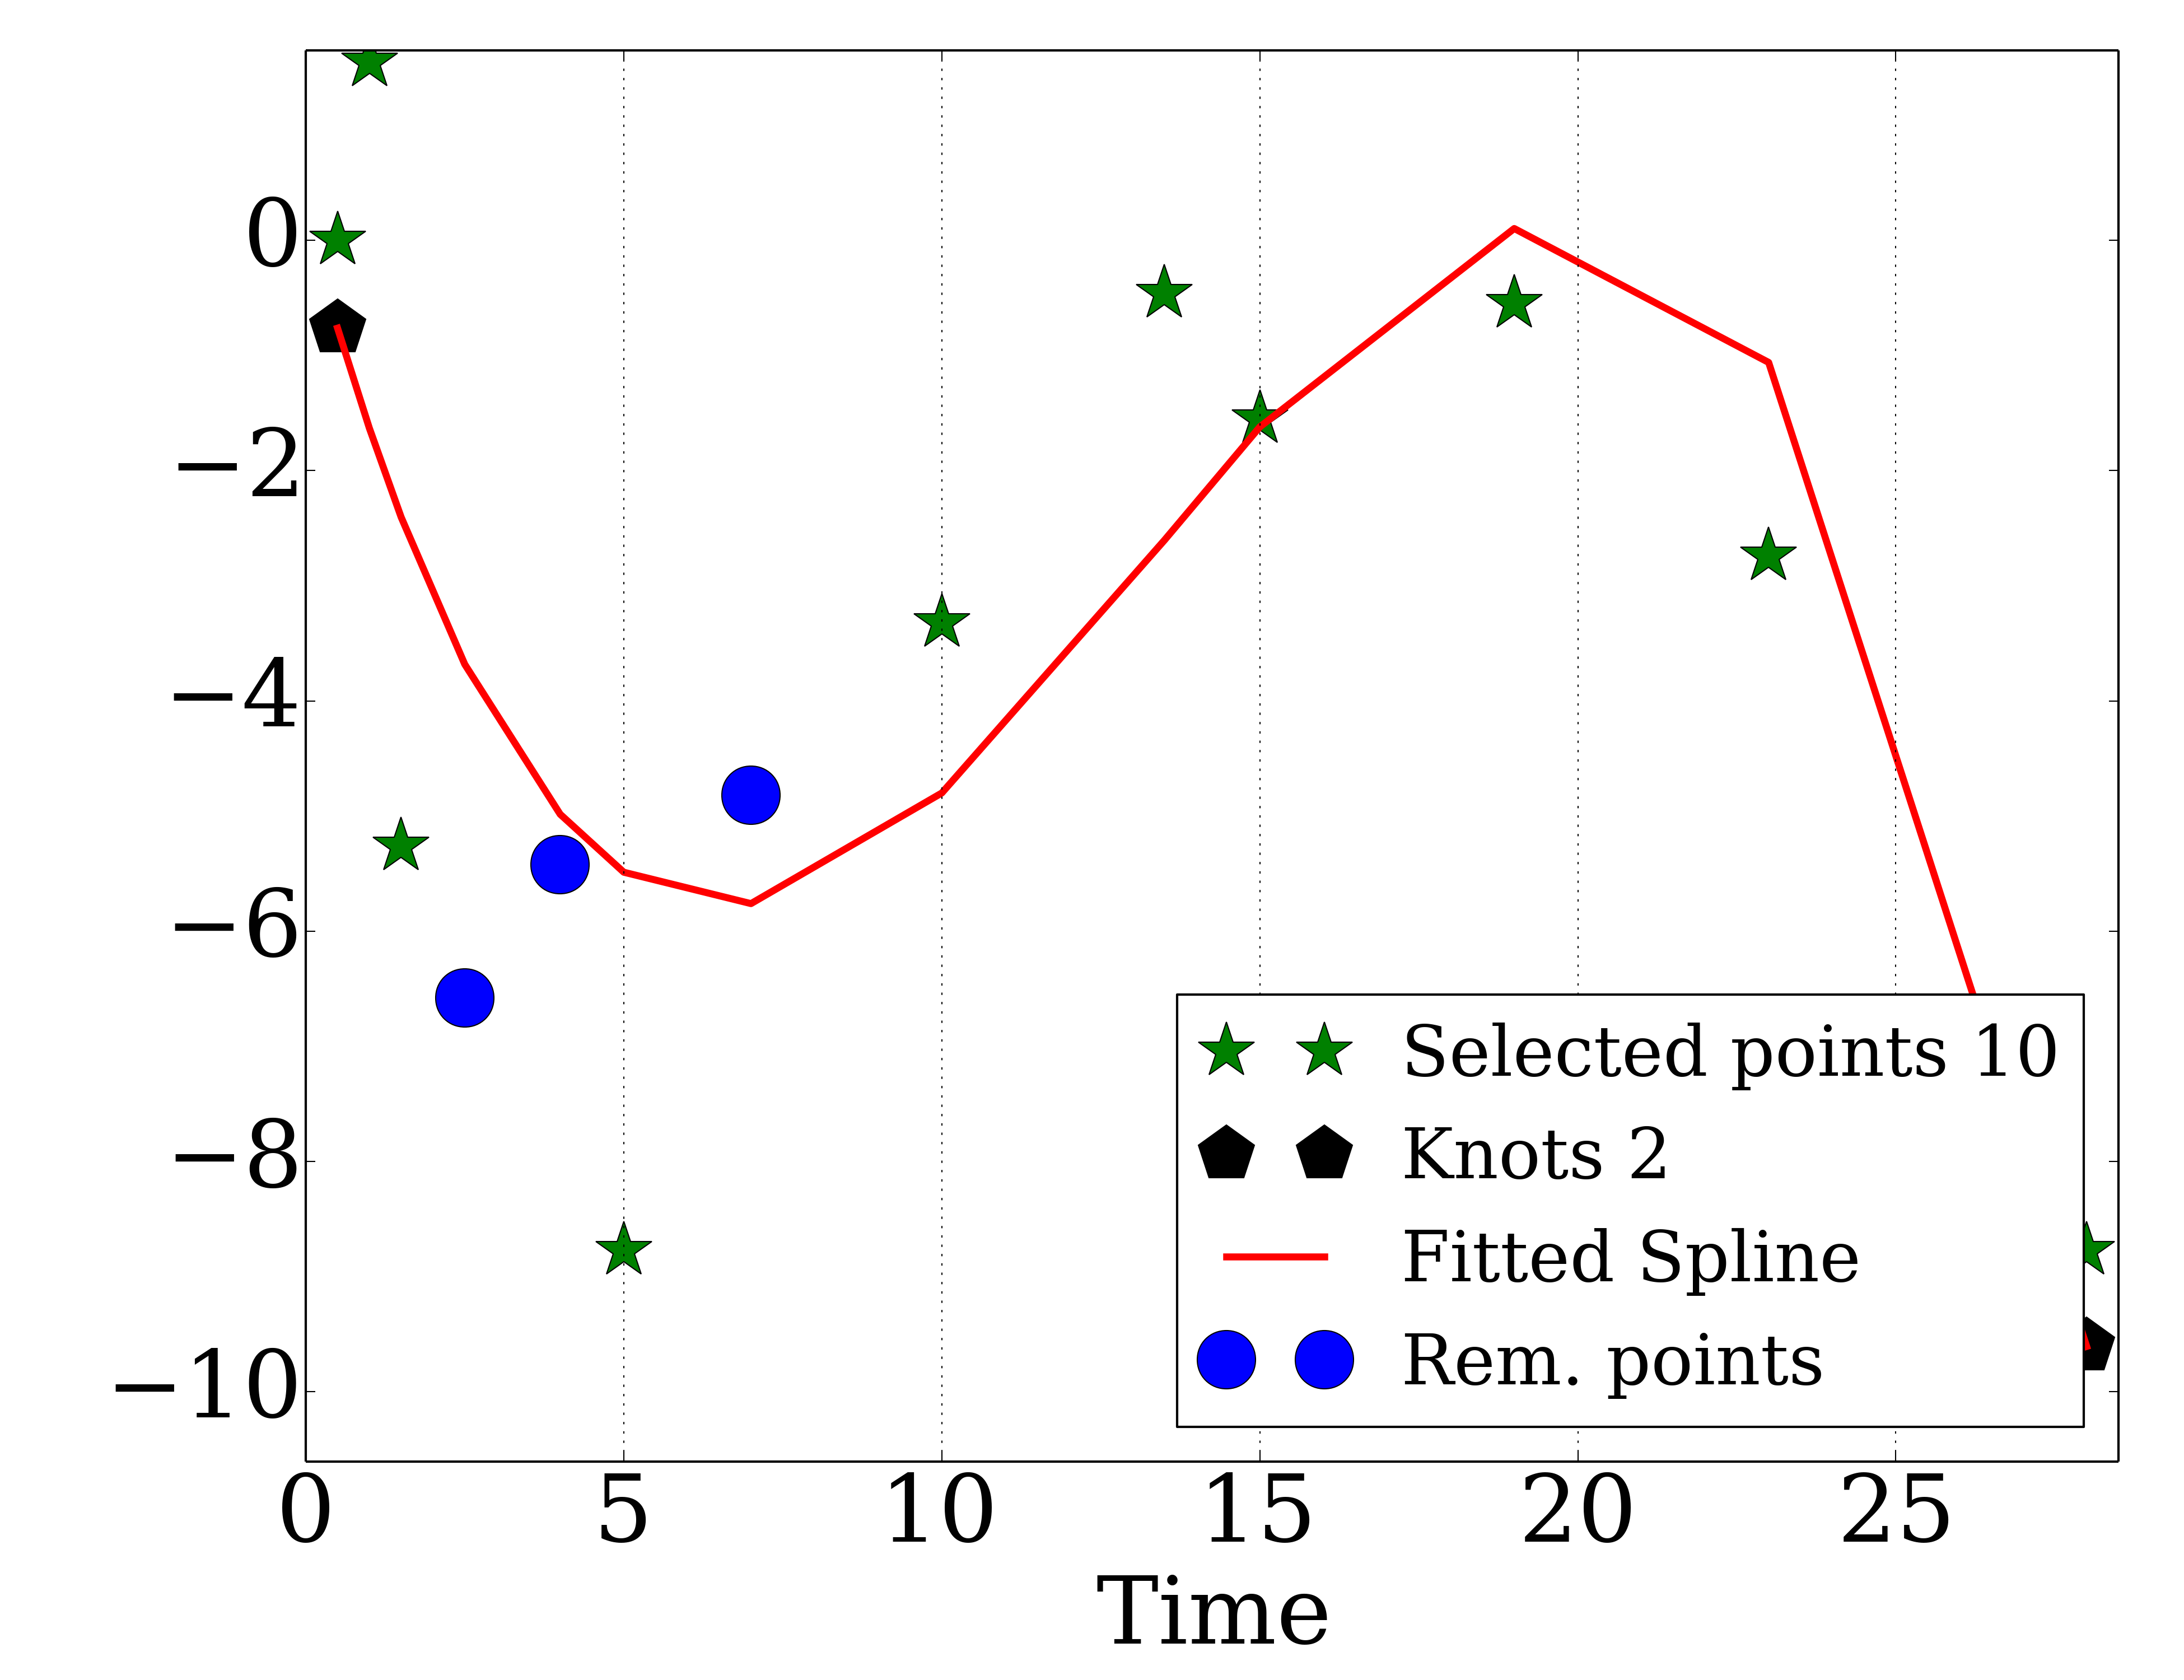 0
−2
−4
−6
−8
−10
Selected points 10
Knots 2
Fitted Spline
Rem. points
0 5 10 15 20 25
Time